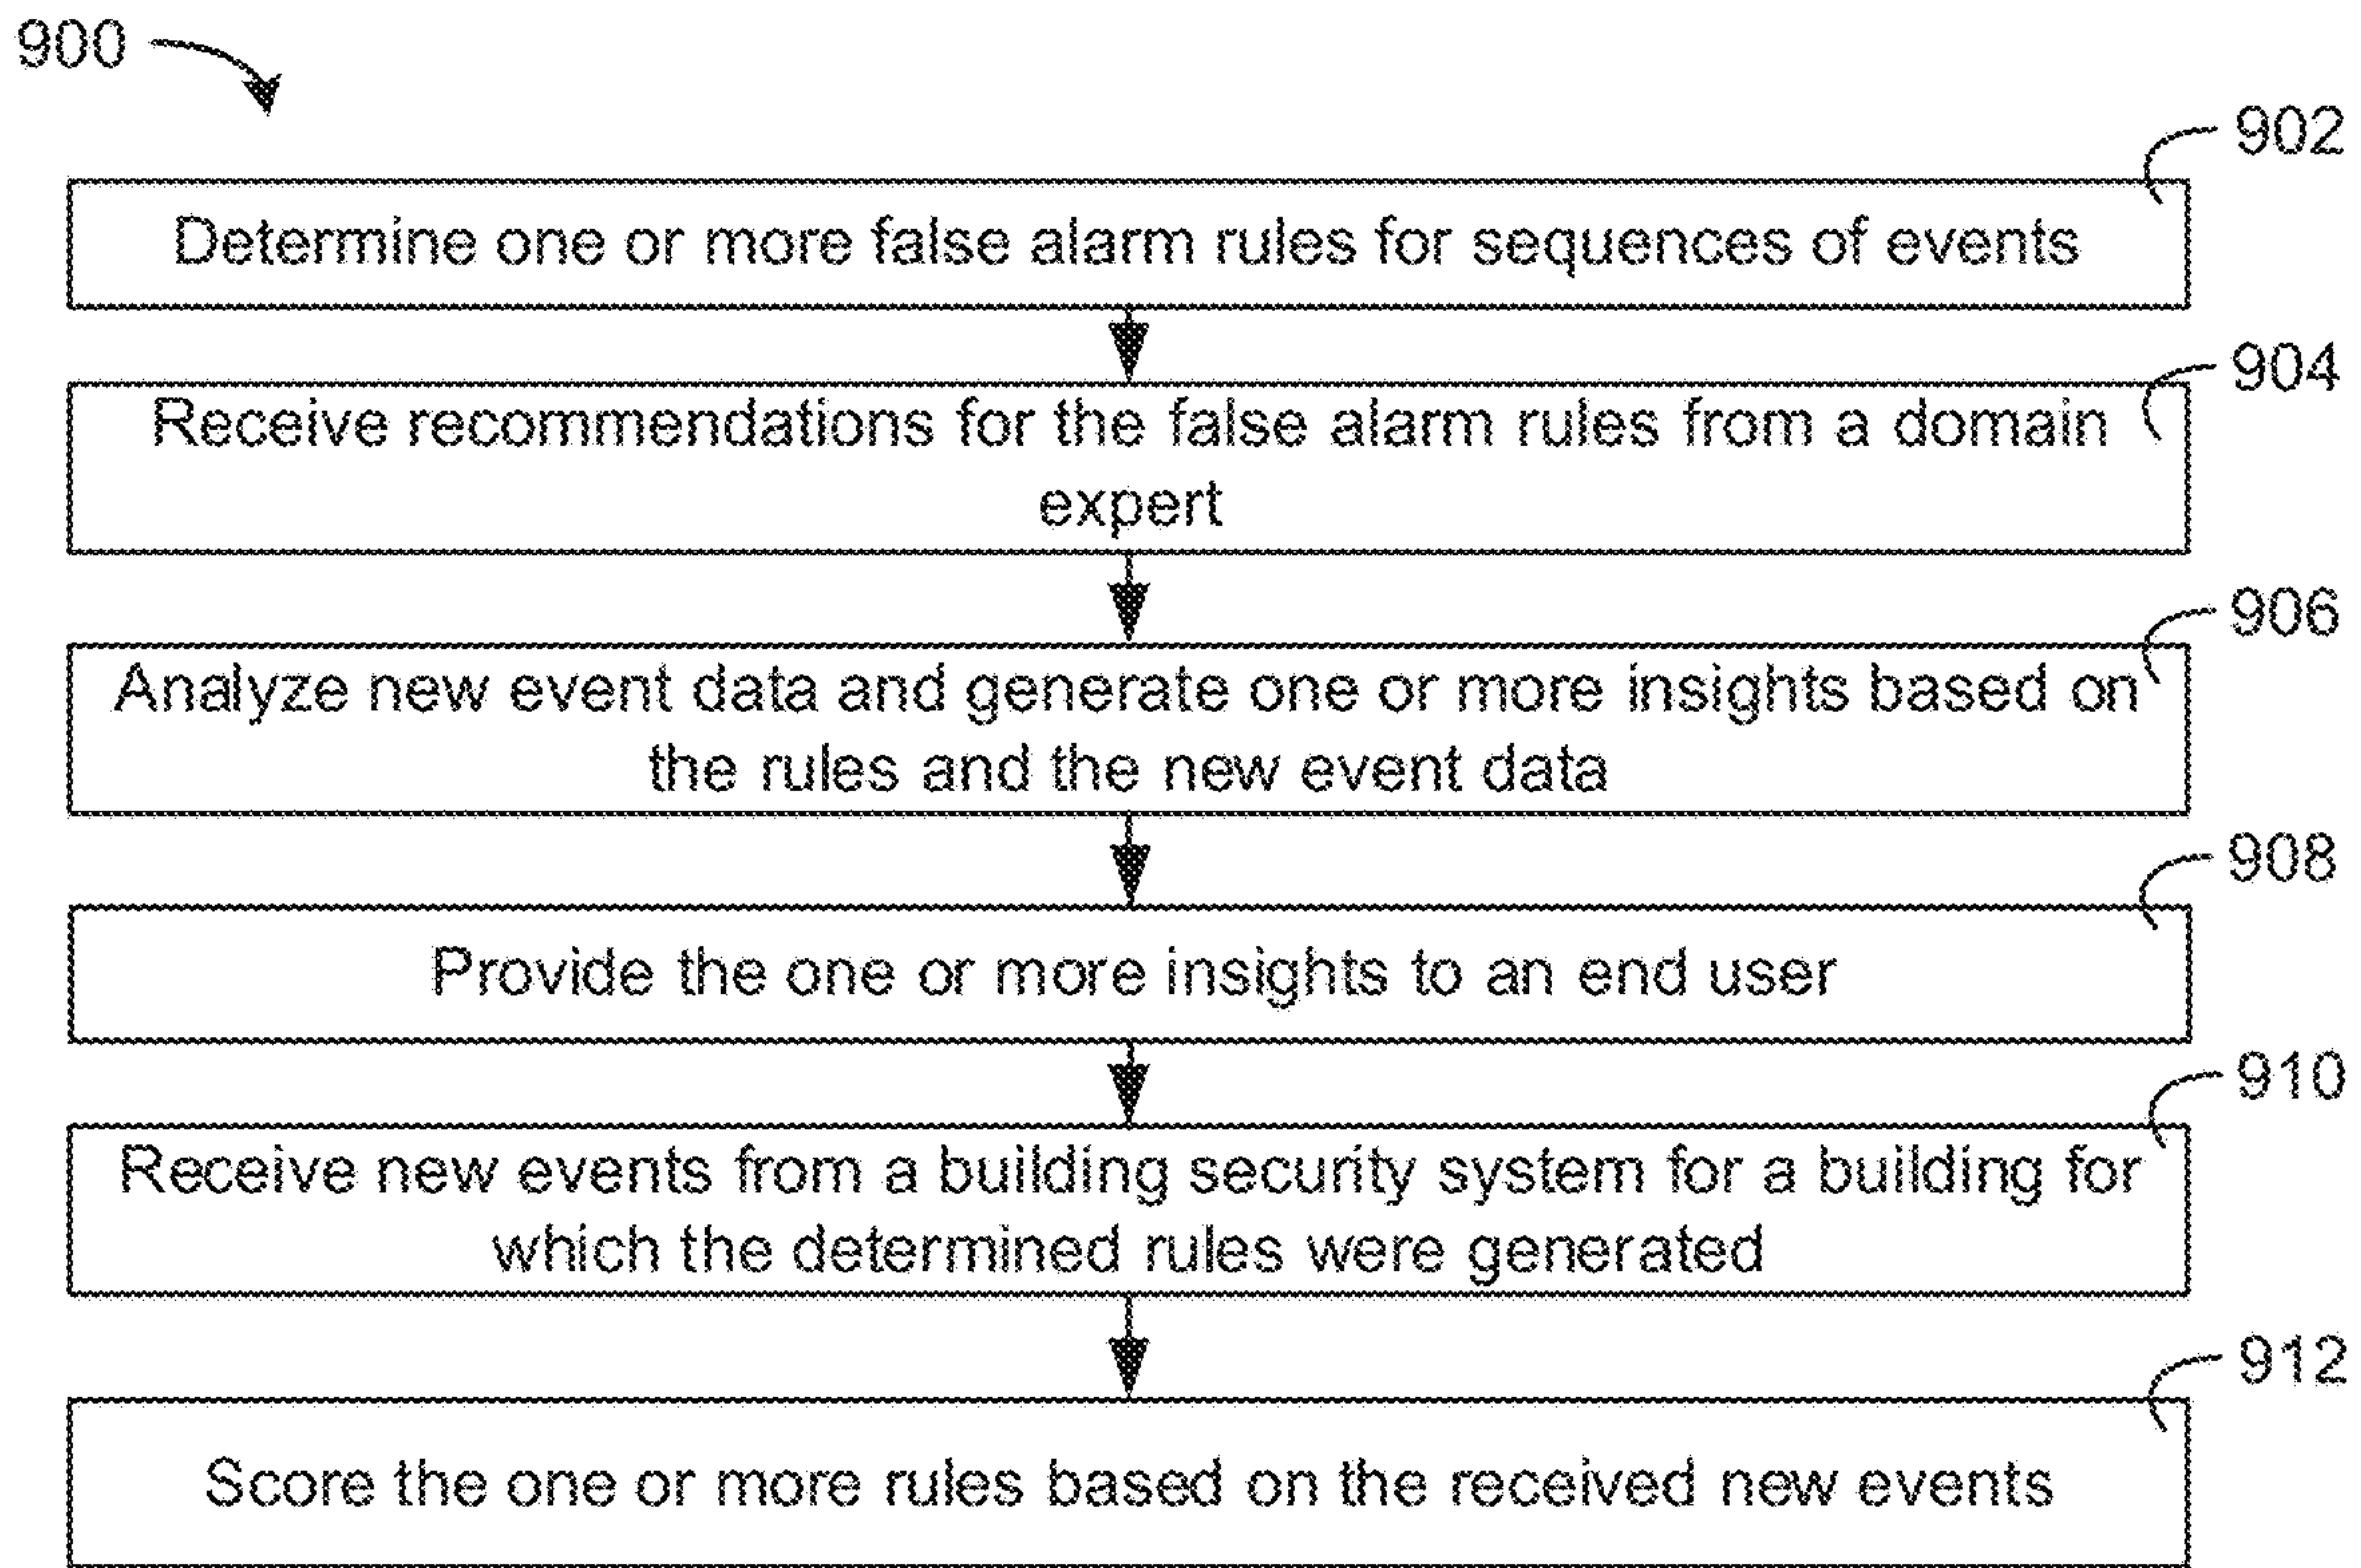 900
902
Determine one or more false alarm rules for sequences of events
904
Receive recommendations for the false alarm rules from a domain
expert
906
Analyze new event data and generate one or more insights based on
the rules and the new event data
908
Provide the one or more insights to an end user
910
Receive new events from a building security system for a building for
which the determined rules were generated
912
Score the one or more rules based on the received new events